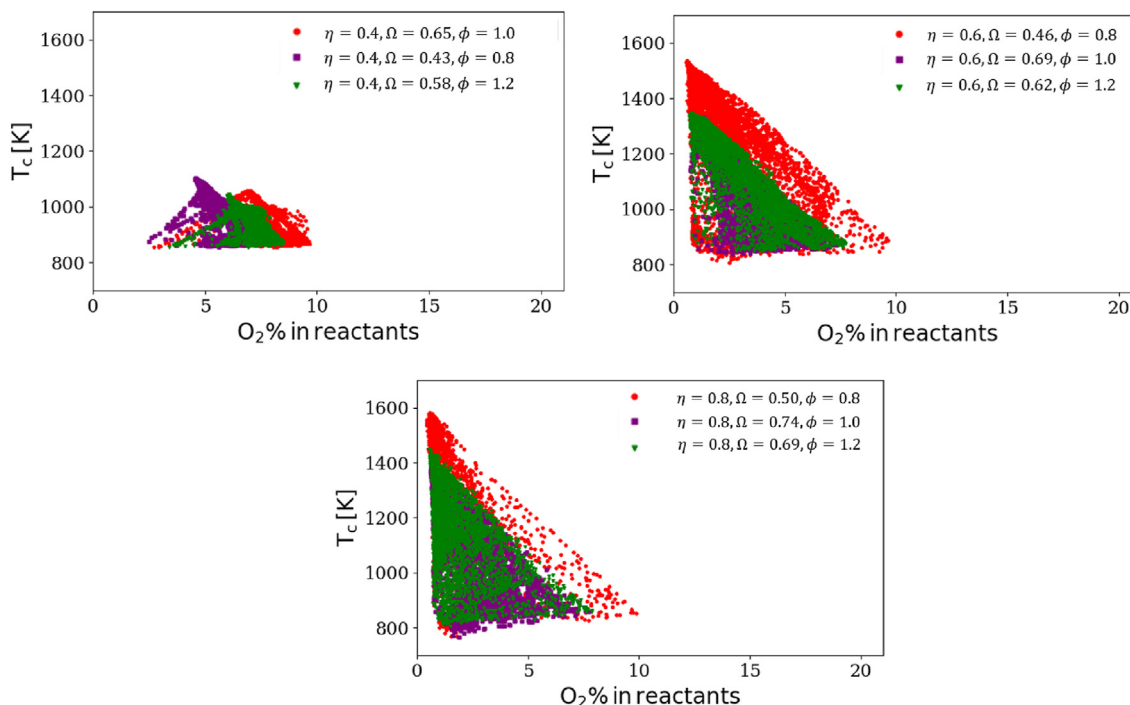 1600
1400
1200
1000
800
T_c [K]
0
5
10
15
20
O₂% in reactants
η = 0.4, Ω = 0.65, ϕ = 1.0
η = 0.4, Ω = 0.43, ϕ = 0.8
η = 0.4, Ω = 0.58, ϕ = 1.2
1600
1400
1200
1000
800
T_c [K]
0
5
10
15
20
O₂% in reactants
η = 0.6, Ω = 0.46, ϕ = 0.8
η = 0.6, Ω = 0.69, ϕ = 1.0
η = 0.6, Ω = 0.62, ϕ = 1.2
1600
1400
1200
1000
800
T_c [K]
0
5
10
15
20
O₂% in reactants
η = 0.8, Ω = 0.50, ϕ = 0.8
η = 0.8, Ω = 0.74, ϕ = 1.0
η = 0.8, Ω = 0.69, ϕ = 1.2